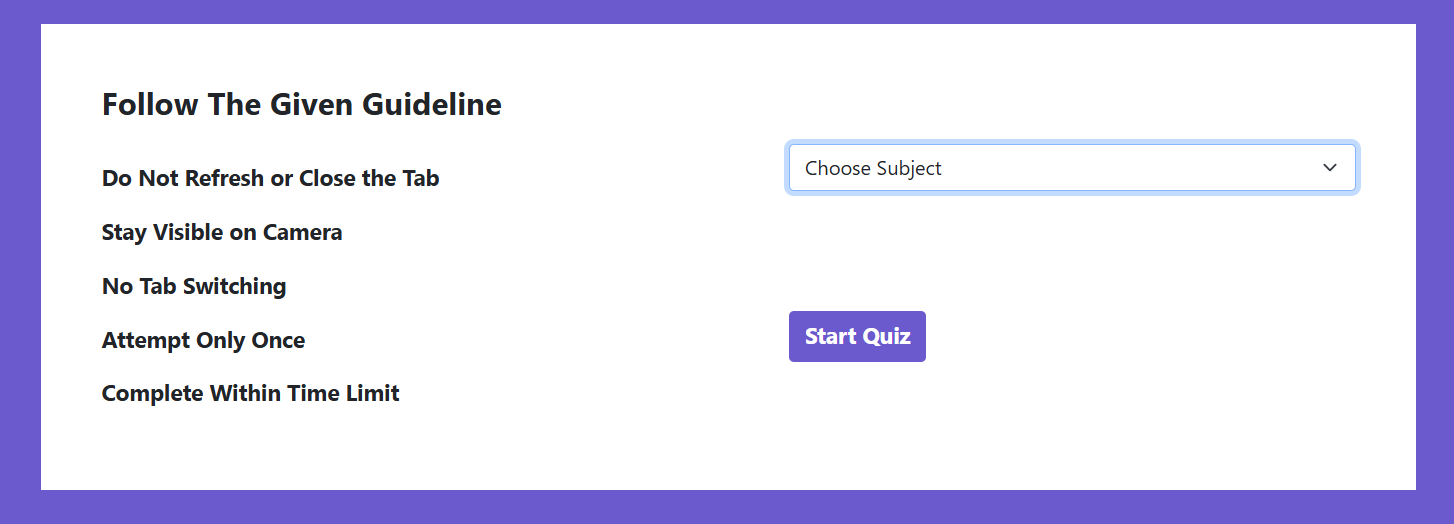 Follow The Given Guideline
Do Not Refresh or Close the Tab
Stay Visible on Camera
No Tab Switching
Attempt Only Once
Complete Within Time Limit
Choose Subject
Start Quiz